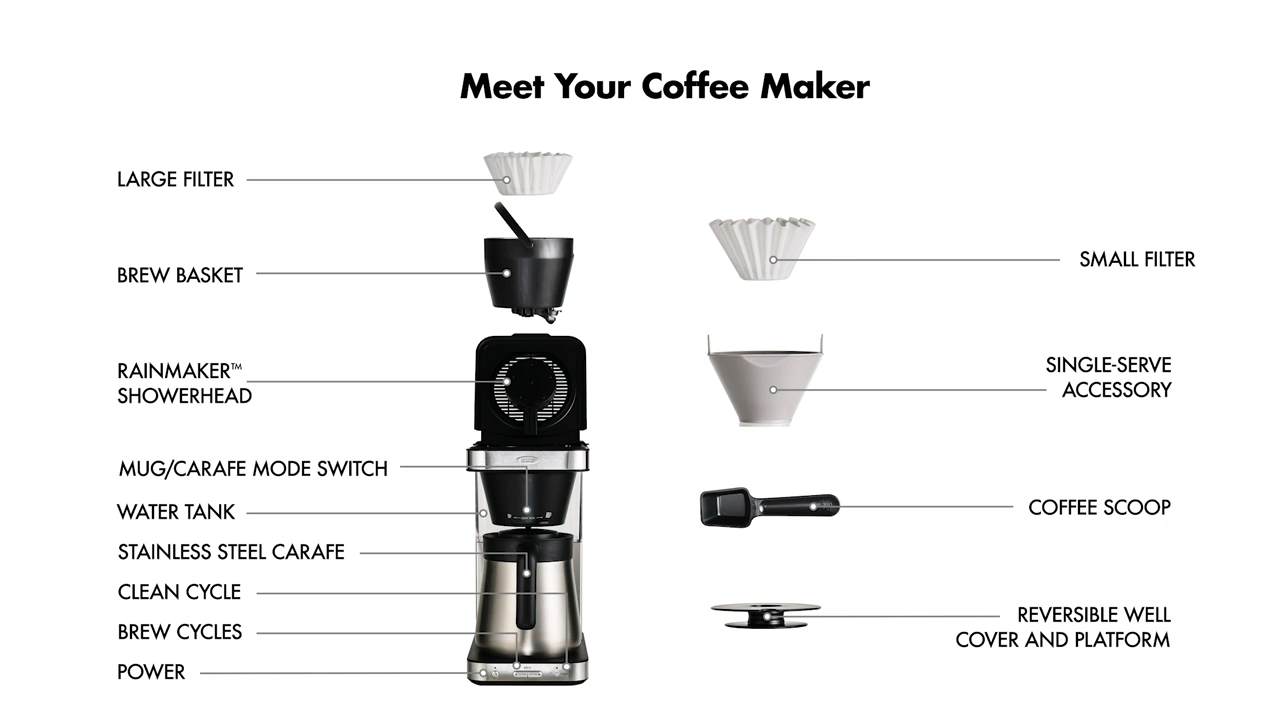 Meet Your Coffee Maker
LARGE FILTER
BREW BASKET
RAINMAKER™
SHOWERHEAD
MUG/CARAFE MODE SWITCH
WATER TANK
STAINLESS STEEL CARAFE
CLEAN CYCLE
BREW CYCLES
POWER
SMALL FILTER
SINGLE-SERVE
ACCESSORY
COFFEE SCOOP
REVERSIBLE WELL
COVER AND PLATFORM